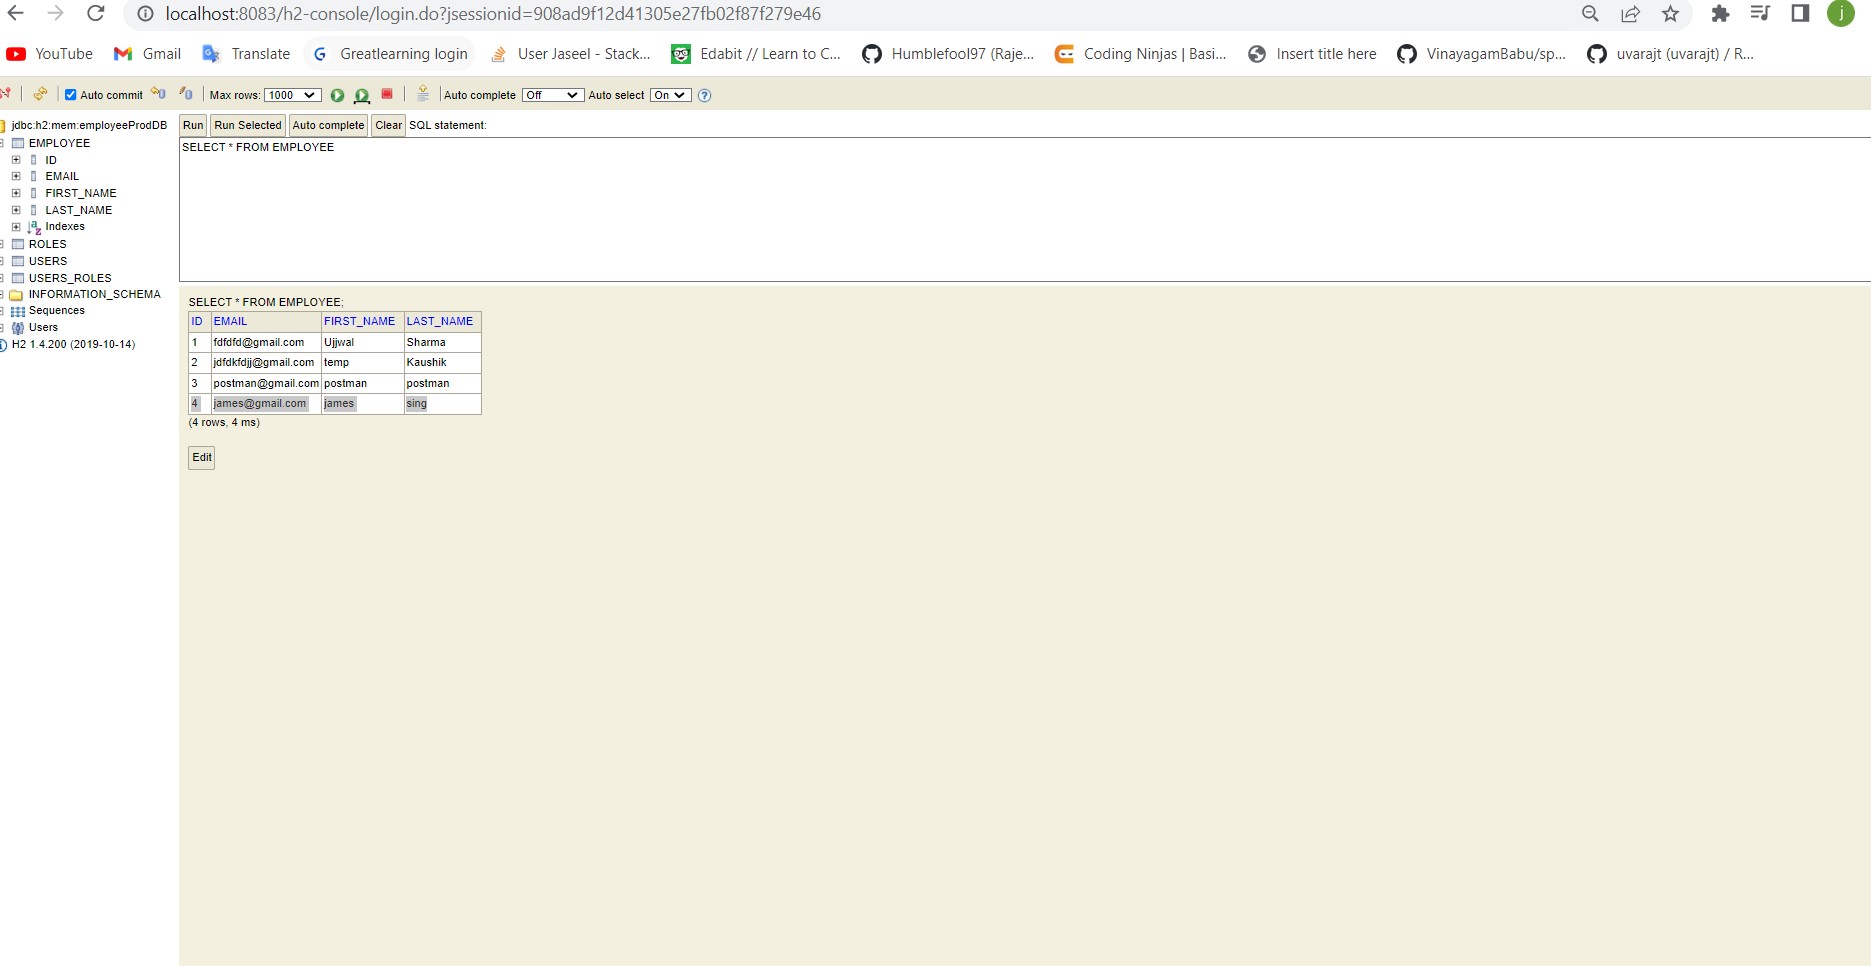 localhost:8083/h2-console/login.do?jsessionid=908ad9f12d41305e27fb02f87f279e46
j
YouTube Gmail Translate Greatlearning login User Jaseel - Stack... Edabit // Learn to C... Humblefool97 (Raje... Coding Ninjas | Basi... Insert title here VinayagamBabu/sp... uvarajt (uvarajt) / R...
Auto commit Max rows: 1000 Auto complete Off Auto select On
jdbc:h2:mem:employeeProdDB
EMPLOYEE
ID
EMAIL
FIRST_NAME
LAST_NAME
Indexes
ROLES
USERS
USERS_ROLES
INFORMATION_SCHEMA
Sequences
Users
H2 1.4.200 (2019-10-14)
Run Run Selected Auto complete Clear SQL statement:
SELECT * FROM EMPLOYEE
SELECT * FROM EMPLOYEE;
ID EMAIL FIRST_NAME LAST_NAME
1 fdfdfd@gmail.com Ujjwal Sharma
2 jdfdkfdjj@gmail.com temp Kaushik
3 postman@gmail.com postman postman
4 james@gmail.com james sing
(4 rows, 4 ms)
Edit